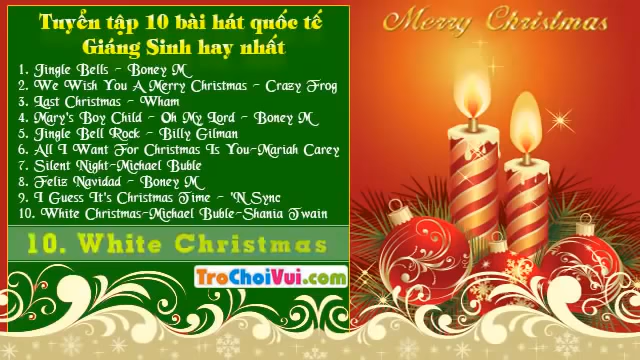 Tuyển tập 10 bài hát quốc tế
Giáng Sinh hay nhất
1. Jingle Bells - Boney M
2. We Wish You A Merry Christmas - Crazy Frog
3. Last Christmas - Wham
4. Mary's Boy Child - Oh My Lord - Boney M
5. Jingle Bell Rock - Billy Gilman
6. All I Want For Christmas Is You-Mariah Carey
7. Silent Night-Michael Buble
8. Feliz Navidad - Boney M
9. I Guess It's Christmas Time - 'N Sync
10. White Christmas-Michael Buble-Shania Twain
10. White Christmas
TroChoiVui.com
Merry Christmas